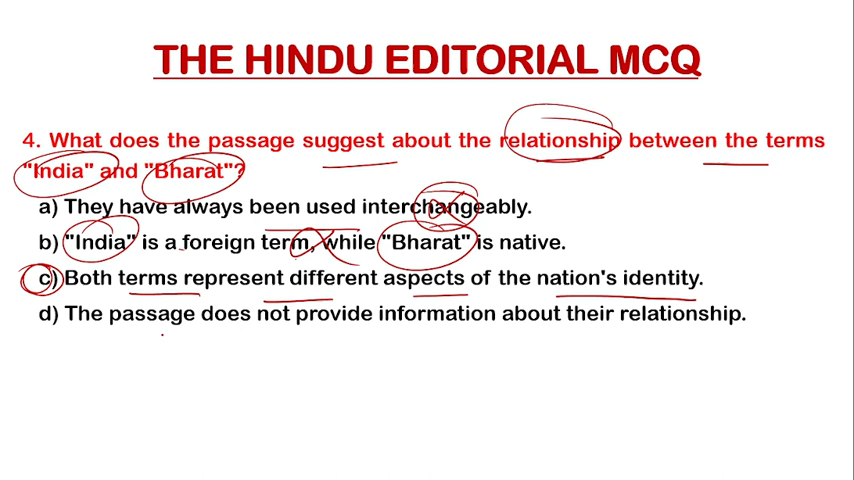 THE HINDU EDITORIAL MCQ
4. What does the passage suggest about the relationship between the terms
"India" and "Bharat"?
a) They have always been used interchangeably.
b) "India" is a foreign term, while "Bharat" is native.
c) Both terms represent different aspects of the nation's identity.
d) The passage does not provide information about their relationship.